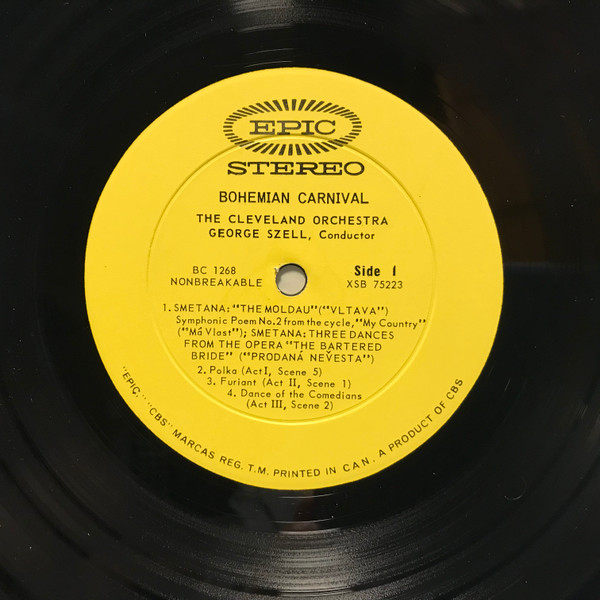 EPIC
STEREO
BOHEMIAN CARNIVAL
THE CLEVELAND ORCHESTRA
GEORGE SZELL, Conductor
BC 1268
NONBREAKABLE
Side 1
XSB 75223
1. SMETANA: "THE MOLDAU" ("VLTAVA")
Symphonic Poem No. 2 from the cycle, "My Country"
("Má Vlast"); SMETANA: THREE DANCES
FROM THE OPERA "THE BARTERED
BRIDE" ("PRODANÁ NEVĚSTA")
2. Polka (Act I, Scene 5)
3. Furiant (Act II, Scene 1)
4. Dance of the Comedians
(Act III, Scene 2)
"EPIC," "CBS" MARCAS REG. T.M. PRINTED IN CAN. A PRODUCT OF CBS